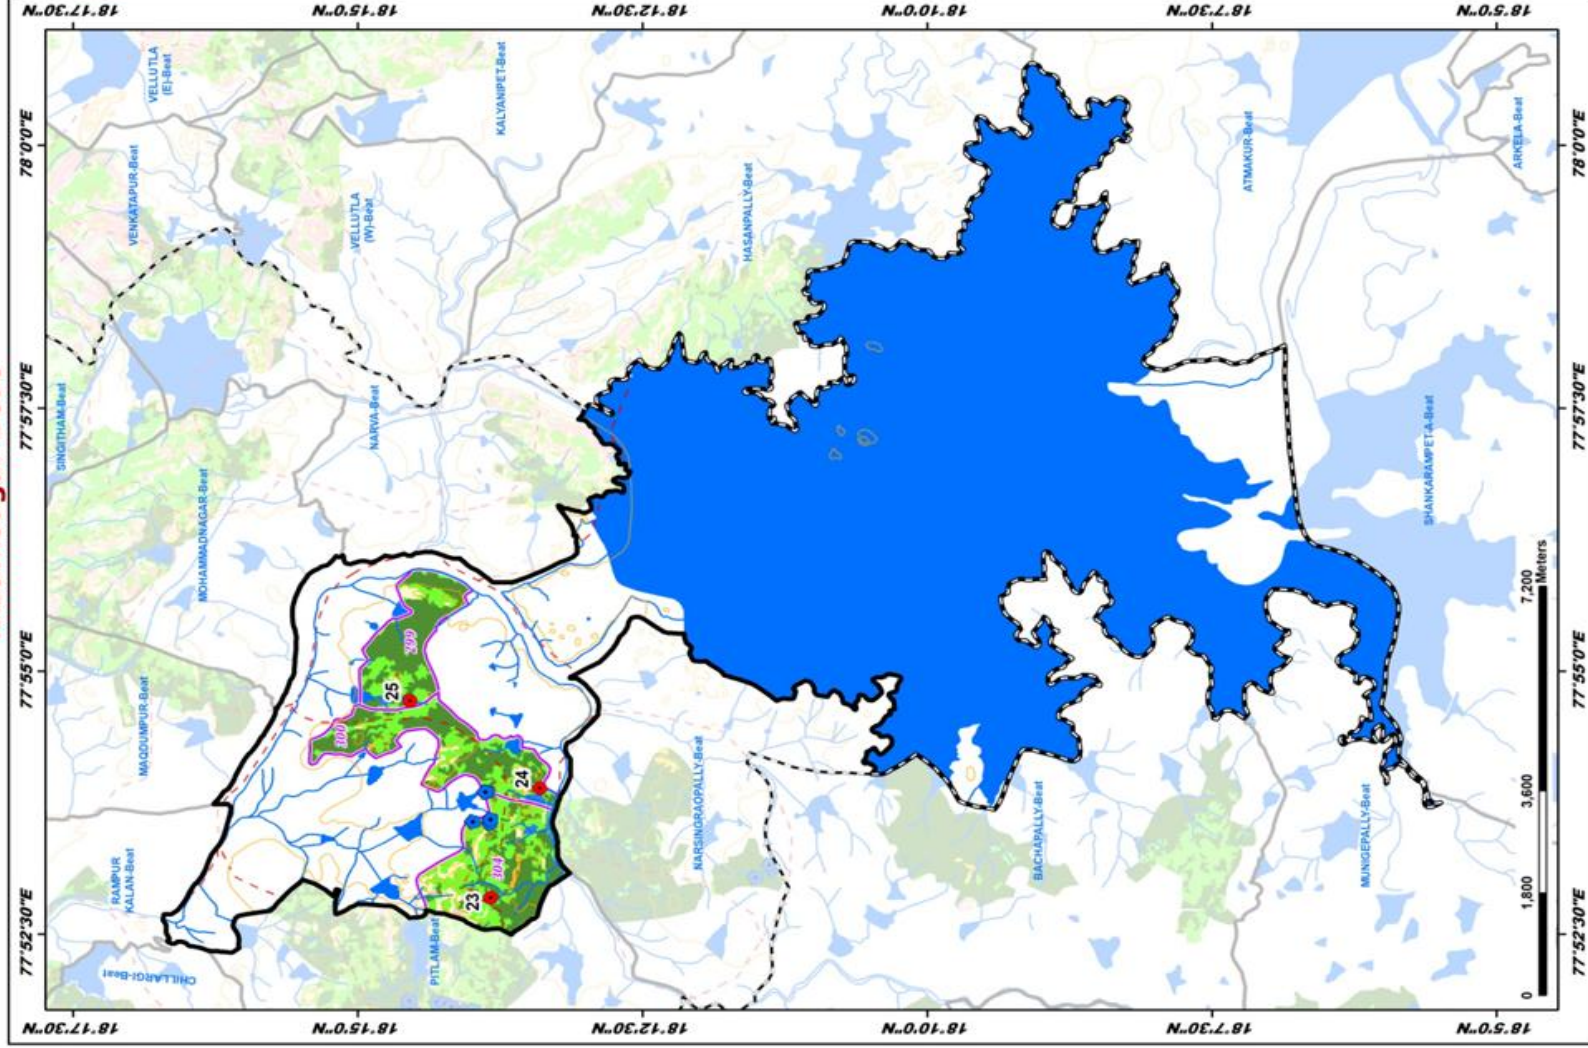 77°52'30"E
77°55'0"E
77°57'30"E
78°0'0"E
18°17'30"N
18°17'30"N
18°15'0"N
18°15'0"N
18°12'30"N
18°12'30"N
18°10'0"N
18°10'0"N
18°7'30"N
18°7'30"N
18°5'0"N
18°5'0"N
77°52'30"E
77°55'0"E
77°57'30"E
78°0'0"E
CHILLARGI-Beat
RAMPUR
KALAN-Beat
MAQDUMPUR-Beat
MOHAMMADNAGAR-Beat
SINGITHAM-Beat
VENKATAPUR-Beat
VELLUTLA
(E)-Beat
VELLUTLA
(W)-Beat
NARVA-Beat
KALYANIPET-Beat
PITLAM-Beat
HASANPALLY-Beat
NARSINGRAOPALLY-Beat
BACHAPALLY-Beat
MUNIGEPALLY-Beat
ATMAKUR-Beat
SHANKARAMPET-A-Beat
ARKELA-Beat
299
300
304
23
24
25
0
1,800
3,600
7,200
Meters